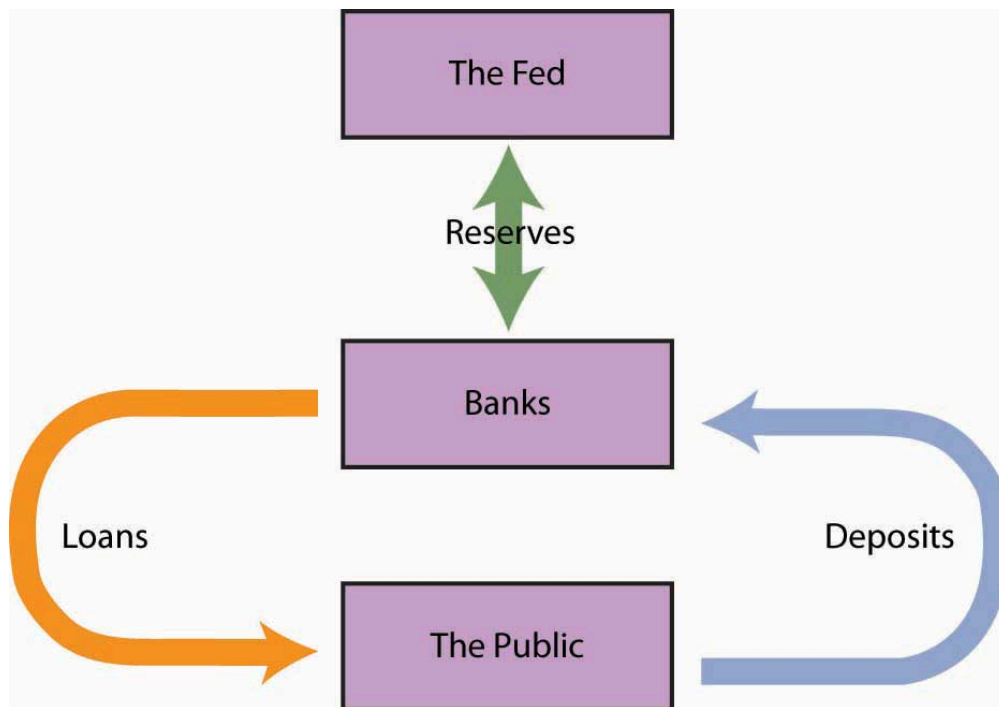 The Fed
Reserves
Banks
Loans
Deposits
The Public